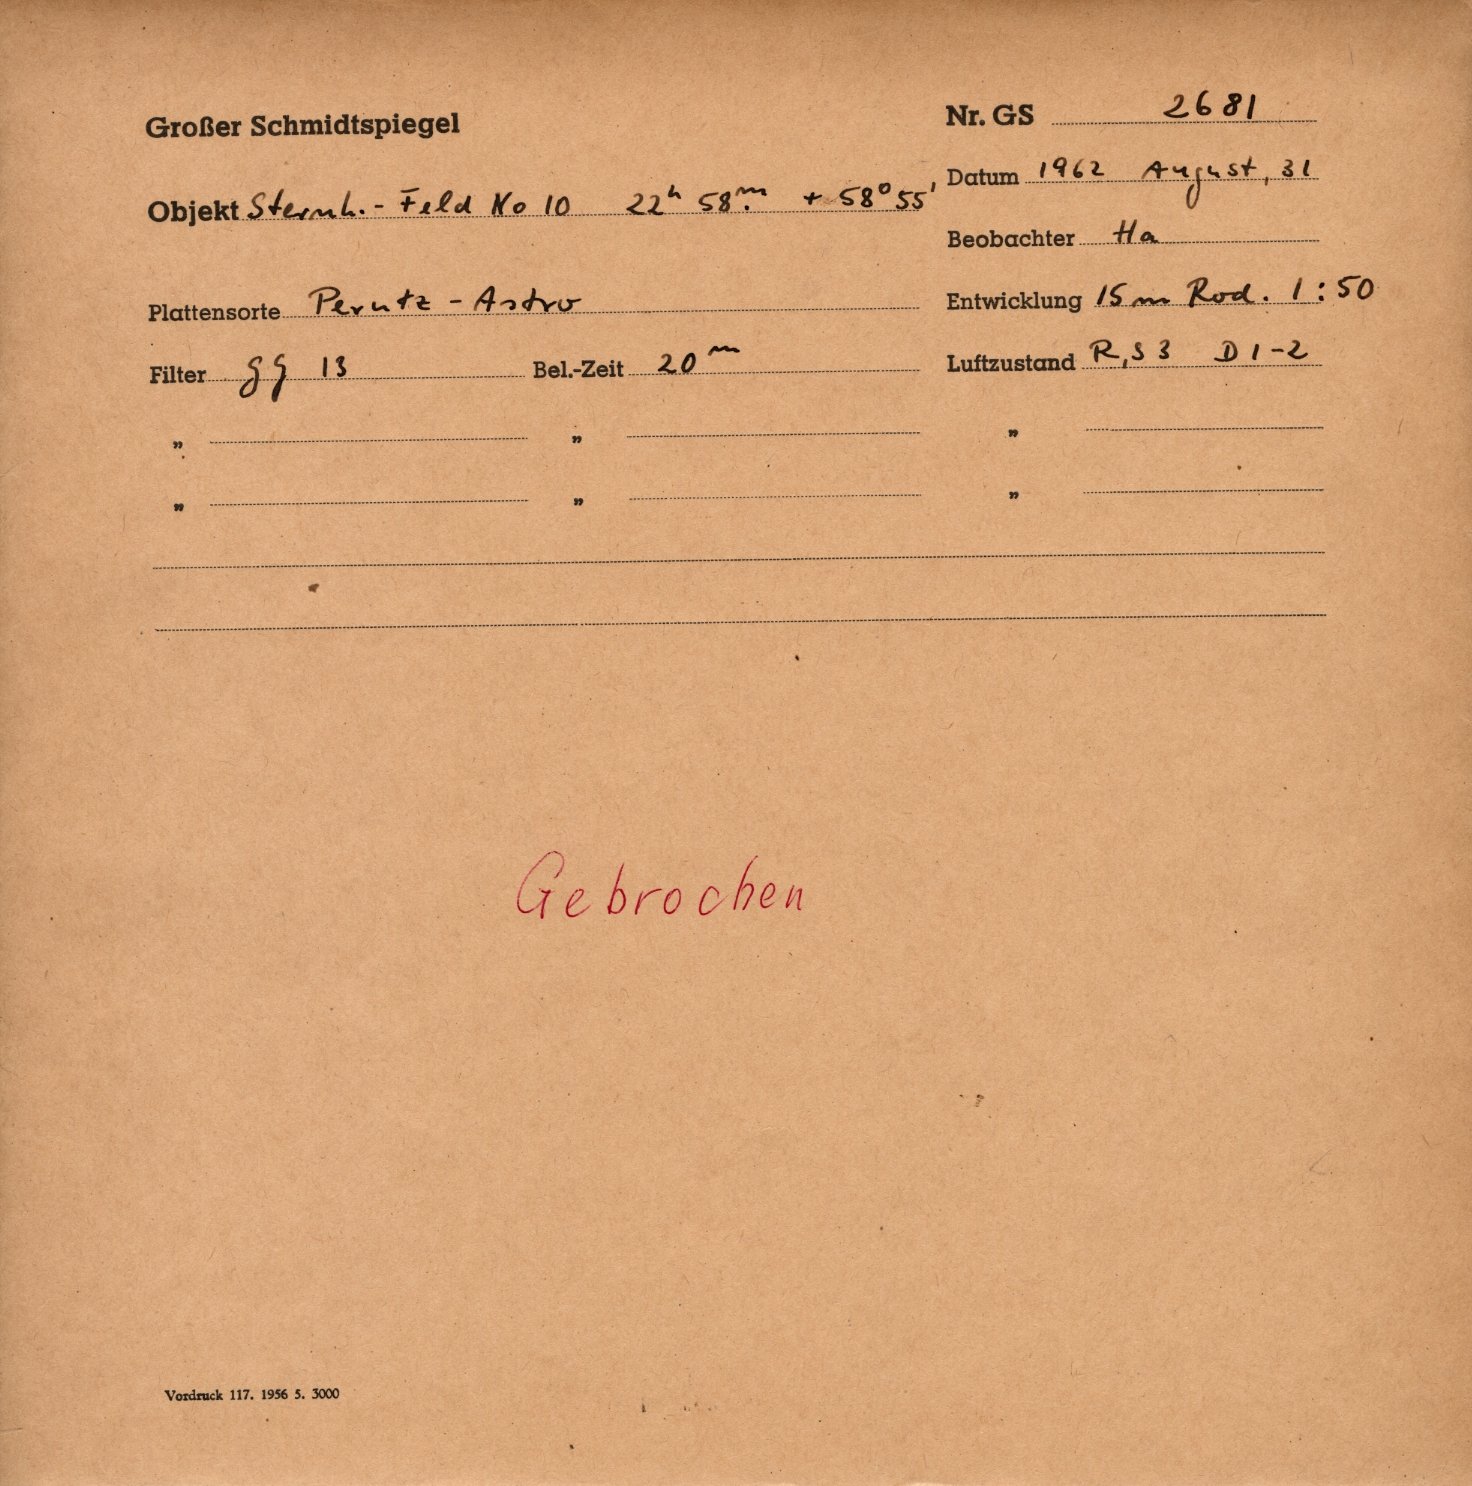 Großer Schmidtspiegel
Nr. GS 2681
Datum 1962 August, 31
Objekt Sternh.- Feld No 10 22h 58m. + 58° 55'
Beobachter Ha
Plattensorte Perutz - Astro
Entwicklung 15m Rod. 1:50
Filter gg 13 Bel.-Zeit 20m
Luftzustand R,S 3 D 1-2
" " "
" " "
Gebrochen
Vordruck 117. 1956 5. 3000